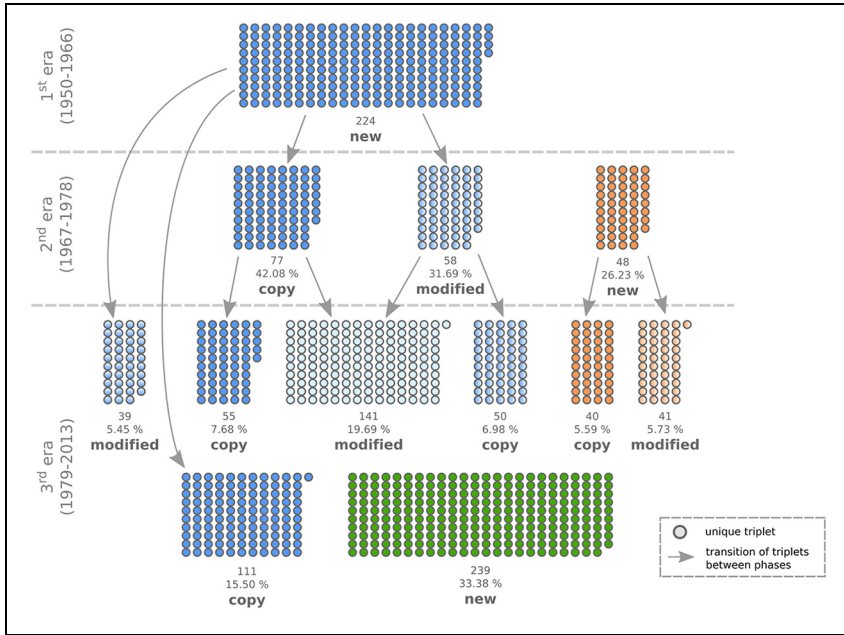 1st era
(1950-1966)
224
new
2nd era
(1967-1978)
77
42.08 %
copy
58
31.69 %
modified
48
26.23 %
new
3rd era
(1979-2013)
39
5.45 %
modified
55
7.68 %
copy
141
19.69 %
modified
50
6.98 %
copy
40
5.59 %
copy
41
5.73 %
modified
111
15.50 %
copy
239
33.38 %
new
unique triplet
transition of triplets
between phases